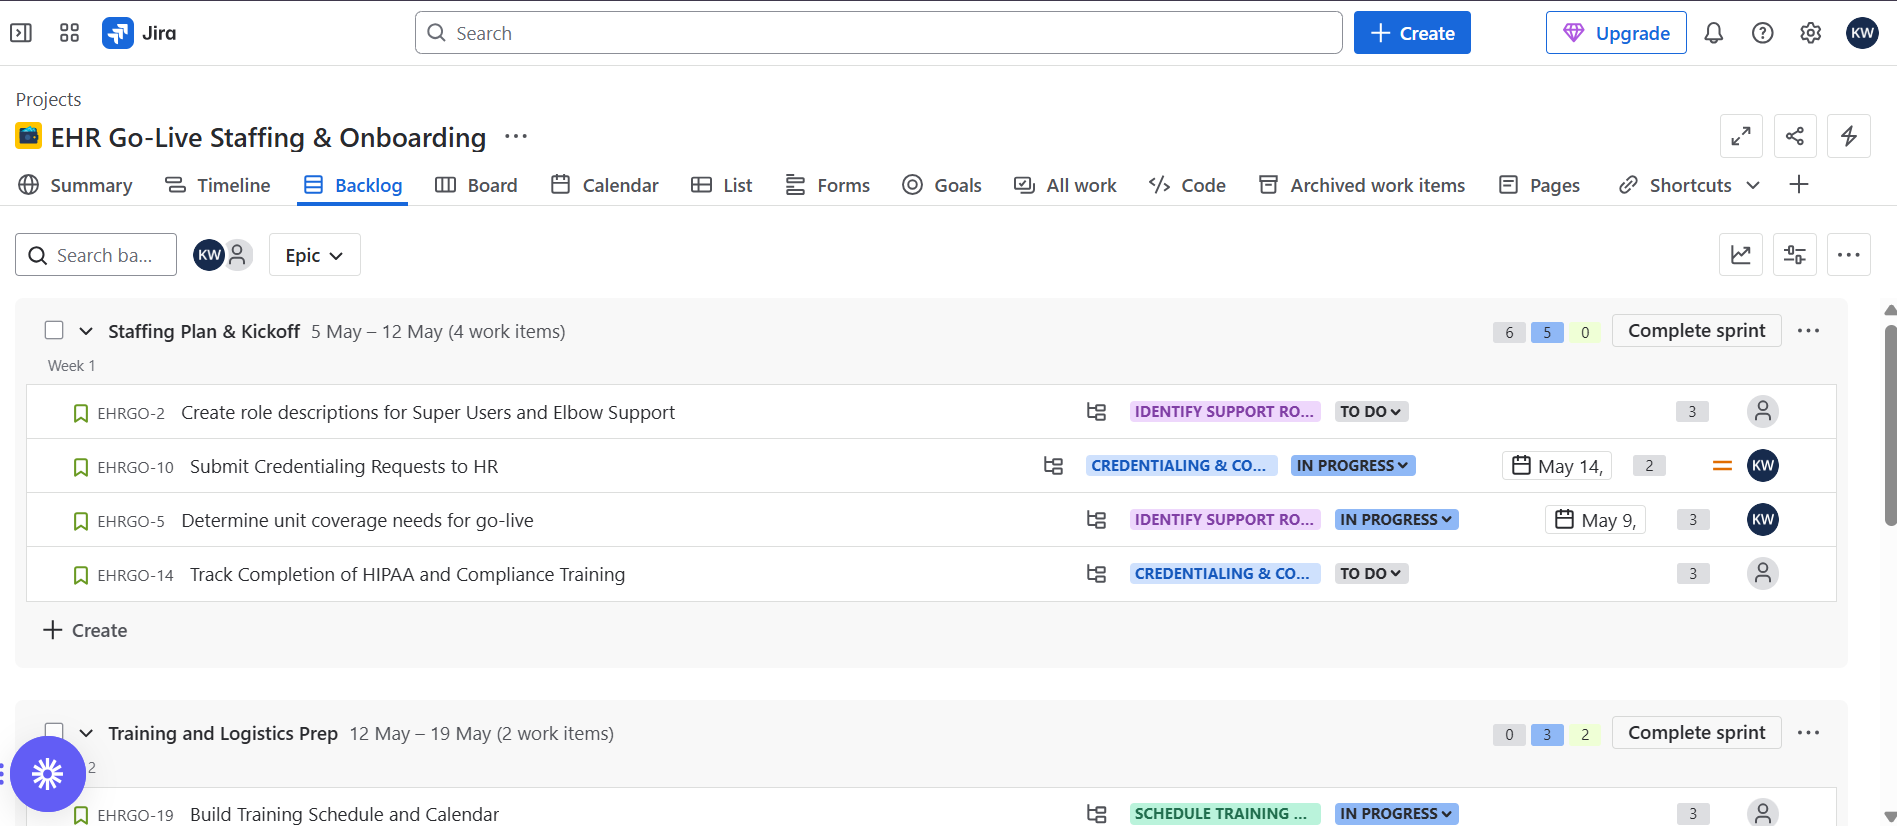 Jira
Search
Create
Upgrade
KW
Projects
EHR Go-Live Staffing & Onboarding
Summary Timeline Backlog Board Calendar List Forms Goals All work Code Archived work items Pages Shortcuts
Search ba...
KW
Epic
Staffing Plan & Kickoff 5 May – 12 May (4 work items) 6 5 0 Complete sprint
Week 1
EHRGO-2 Create role descriptions for Super Users and Elbow Support IDENTIFY SUPPORT RO... TO DO 3
EHRGO-10 Submit Credentialing Requests to HR CREDENTIALING & CO... IN PROGRESS May 14, 2 KW
EHRGO-5 Determine unit coverage needs for go-live IDENTIFY SUPPORT RO... IN PROGRESS May 9, 3 KW
EHRGO-14 Track Completion of HIPAA and Compliance Training CREDENTIALING & CO... TO DO 3
Create
Training and Logistics Prep 12 May – 19 May (2 work items) 0 3 2 Complete sprint
2
EHRGO-19 Build Training Schedule and Calendar SCHEDULE TRAINING ... IN PROGRESS 3